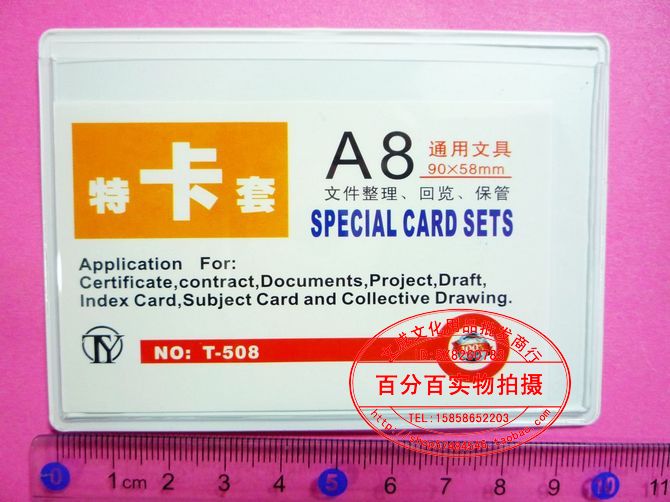 特卡套
A8
通用文具
90×58mm
文件整理、回览、保管
SPECIAL CARD SETS
Application For:
Certificate,contract,Documents,Project,Draft,
Index Card,Subject Card and Collective Drawing.
TY
NO: T-508
百分百实物拍摄
TEL:15858652203
0 1cm 2 3 4 5 6 7 8 9 10 11